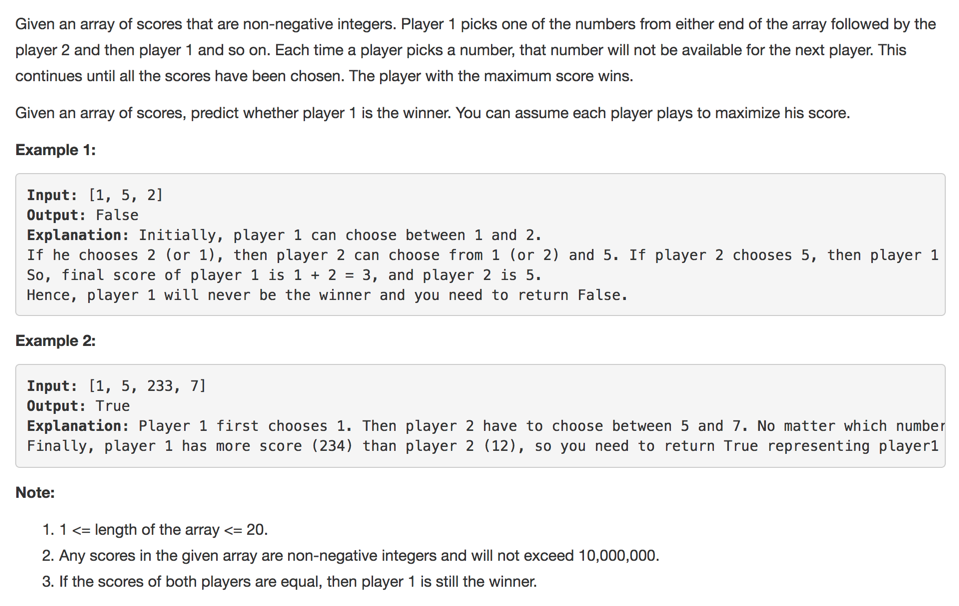 Given an array of scores that are non-negative integers. Player 1 picks one of the numbers from either end of the array followed by the
player 2 and then player 1 and so on. Each time a player picks a number, that number will not be available for the next player. This
continues until all the scores have been chosen. The player with the maximum score wins.
Given an array of scores, predict whether player 1 is the winner. You can assume each player plays to maximize his score.
Example 1:
Input: [1, 5, 2]
Output: False
Explanation: Initially, player 1 can choose between 1 and 2.
If he chooses 2 (or 1), then player 2 can choose from 1 (or 2) and 5. If player 2 chooses 5, then player 1
So, final score of player 1 is 1 + 2 = 3, and player 2 is 5.
Hence, player 1 will never be the winner and you need to return False.
Example 2:
Input: [1, 5, 233, 7]
Output: True
Explanation: Player 1 first chooses 1. Then player 2 have to choose between 5 and 7. No matter which number
Finally, player 1 has more score (234) than player 2 (12), so you need to return True representing player1
Note:
1. 1 <= length of the array <= 20.
2. Any scores in the given array are non-negative integers and will not exceed 10,000,000.
3. If the scores of both players are equal, then player 1 is still the winner.